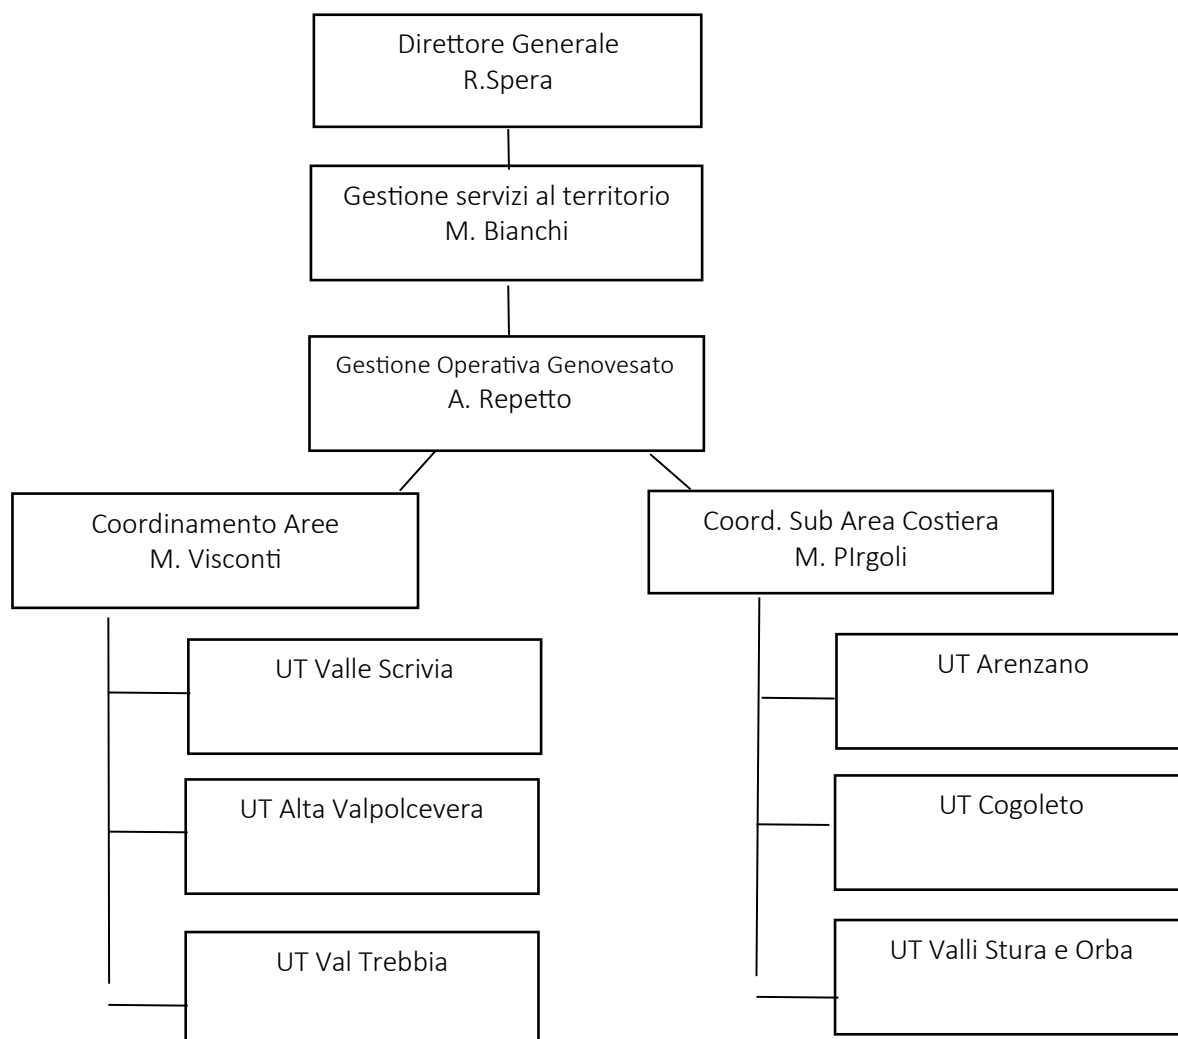 Direttore Generale
R.Spera
Gestione servizi al territorio
M. Bianchi
Gestione Operativa Genovesato
A. Repetto
Coordinamento Aree
M. Visconti
Coord. Sub Area Costiera
M. PIrgoli
UT Valle Scrivia
UT Alta Valpolcevera
UT Val Trebbia
UT Arenzano
UT Cogoleto
UT Valli Stura e Orba